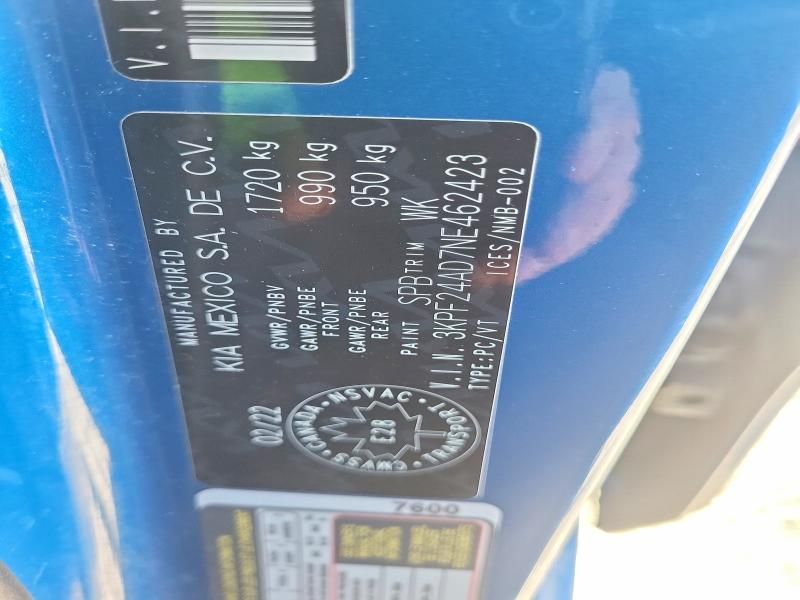 V.I.
MANUFACTURED BY
KIA MEXICO S.A. DE C.V.
02/22
GVWR/PNBV 1720 kg
GAWR/PNBE FRONT 990 kg
GAWR/PNBE REAR 950 kg
PAINT SPB TRIM WK
V.I.N. 3KPF24AD7NE462423
TYPE:PC/VT ICES/NMB-002
CANADA · NSVAC · TRANSPORT · CMVSS
E28
7600